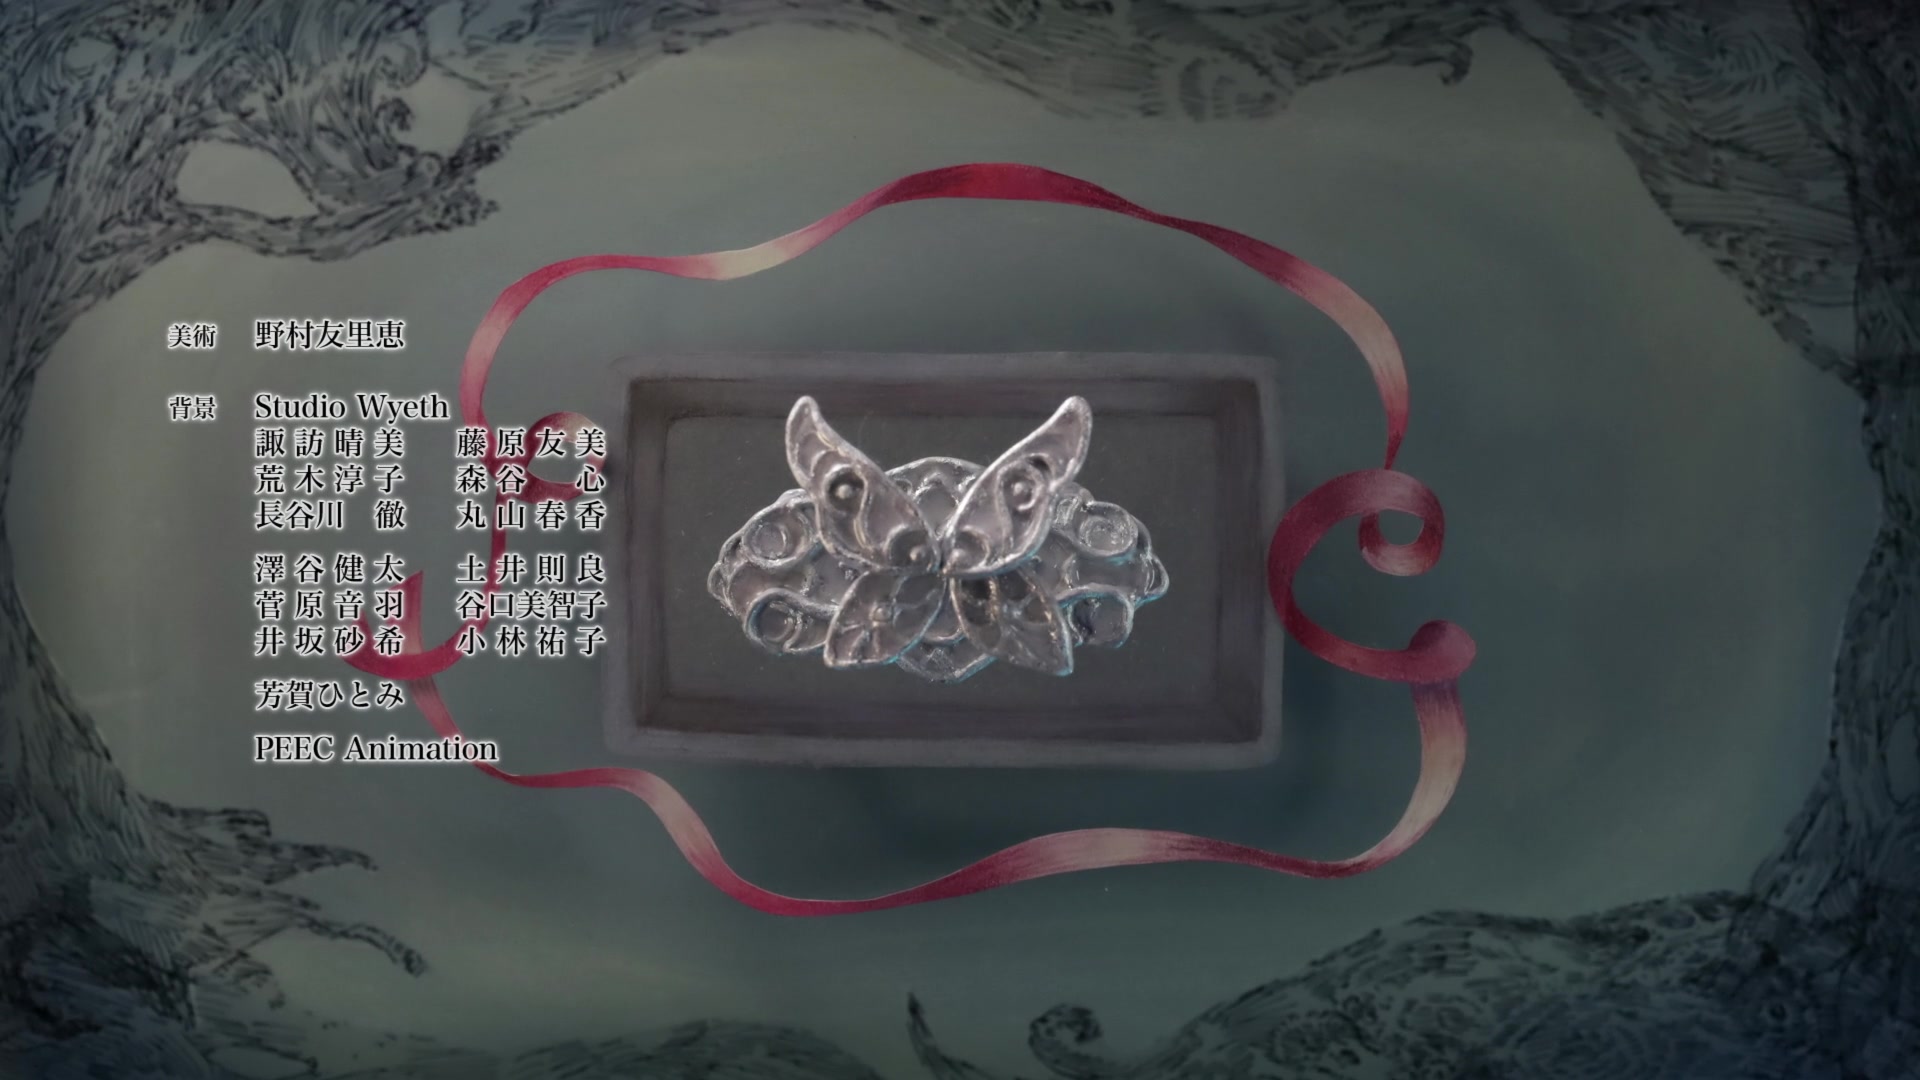 美術 野村友里恵
背景 Studio Wyeth
諏訪晴美 藤原友美
荒木淳子 森谷 心
長谷川 徹 丸山春香
澤谷健太 土井則良
菅原音羽 谷口美智子
井坂砂希 小林祐子
芳賀ひとみ
PEEC Animation